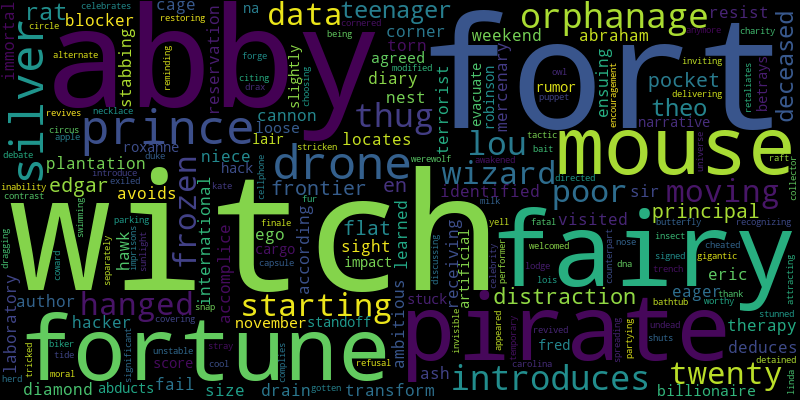 immortal
rat
blocker
cage
na
data
teenager
orphanage
circle
celebrates
restoring
cornered
being
corner
resist
charity
silver
abby
fort
deceased
alternate
stabbing
reminding
reservation
slightly
torn
agreed
weekend
abraham
modified
forge
citing
drax
choosing
diary
terrorist
evacuate
robinson
mercenary
rumor
owl
puppet
ensuing
encouragement
inviting
delivering
pocket
theo
retaliates
betrays
anymore
revives
necklace
cannon
nest
thug
narrative
prince
loose
locates
circus
apple
stricken
lair
roxanne
duke
lou
tactic
bait
mouse
universe
raft
debate
introduce
plantation
niece
hack
drone
werewolf
awakened
wizard
directed
collector
inability
contrast
edgar
exiled
avoids
kate
frozen
cellphone
fur
frontier
en
identified
milk
poor
sir
moving
swimming
witch
fairy
principal
dragging
coward
separately
hawk
parking
imprisons
sunlight
international
accomplice
ego
finale
cargo
capsule
according
flat
sight
impact
learned
discussing
receiving
artificial
yell
performer
fatal
visited
welcomed
nose
butterfly
insect
recognizing
cheated
signed
gigantic
laboratory
celebrity
lodge
lois
counterpart
dna
trench
eric
eager
worthy
thank
attracting
bathtub
stunned
author
hanged
snap
starting
ambitious
stuck
distraction
therapy
hacker
covering
november
standoff
invisible
appeared
temporary
revived
pirate
spreading
partying
undead
shuts
deduces
detained
tricked
biker
tide
fortune
significant
unstable
stray
score
cool
complies
refusal
fred
carolina
twenty
herd
moral
diamond
abducts
fail
size
drain
gotten
transform
ash
introduces
billionaire
linda